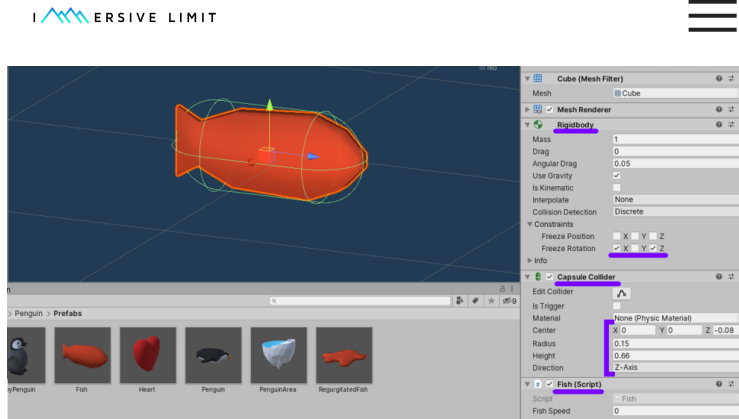 I MERSIVE LIMIT
Cube (Mesh Filter)
Mesh
Cube
Mesh Renderer
Rigidbody
Mass
1
Drag
0
Angular Drag
0.05
Use Gravity
Is Kinematic
Interpolate
None
Collision Detection
Discrete
Constraints
Freeze Position
X Y Z
Freeze Rotation
X Y Z
Info
Capsule Collider
Edit Collider
Is Trigger
Material
None (Physic Material)
Center
X 0 Y 0 Z -0.08
Radius
0.15
Height
0.66
Direction
Z-Axis
Fish (Script)
Script
Fish
Fish Speed
0
9
> Penguin > Prefabs
yPenguin
Fish
Heart
Penguin
PenguinArea
RegurgitatedFish